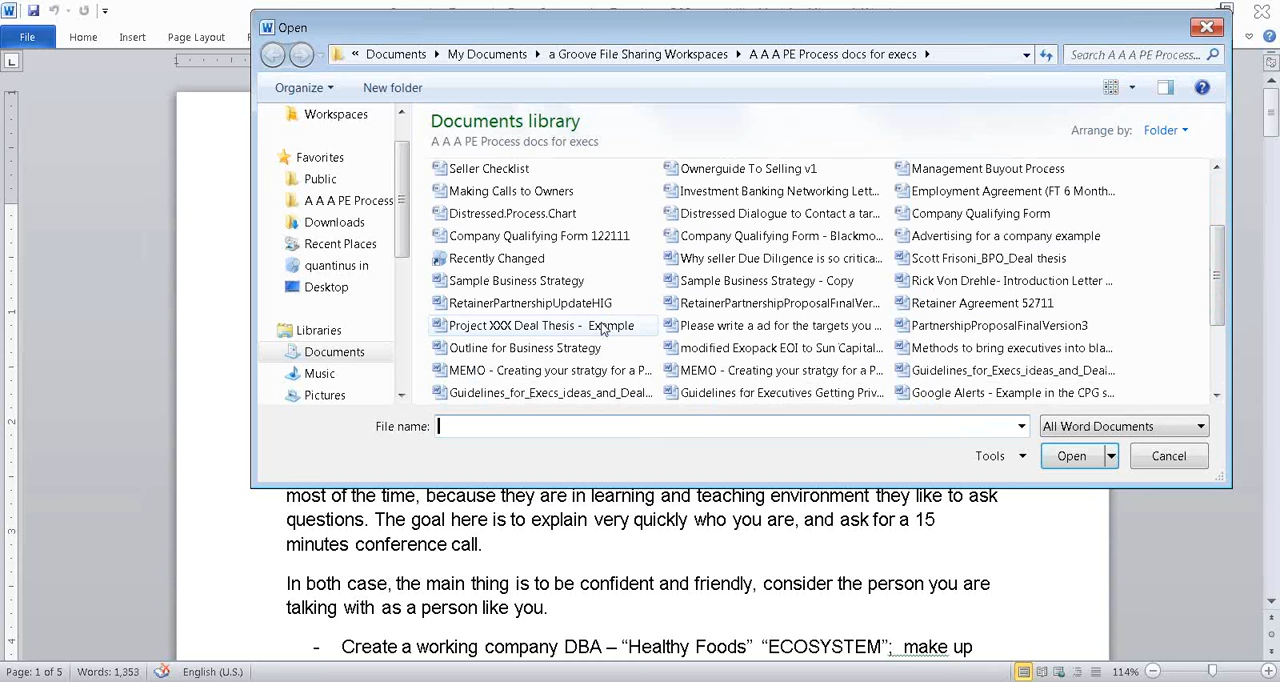 Open
« Documents ▸ My Documents ▸ a Groove File Sharing Workspaces ▸ A A A PE Process docs for execs ▸
Search A A A PE Process...
File Home Insert Page Layout
Organize New folder
Workspaces
Favorites
Public
A A A PE Process
Downloads
Recent Places
quantinus in
Desktop
Libraries
Documents
Music
Pictures
Documents library
A A A PE Process docs for execs
Arrange by: Folder
Seller Checklist Ownerguide To Selling v1 Management Buyout Process
Making Calls to Owners Investment Banking Networking Lett... Employment Agreement (FT 6 Month...
Distressed.Process.Chart Distressed Dialogue to Contact a tar... Company Qualifying Form
Company Qualifying Form 122111 Company Qualifying Form - Blackmo... Advertising for a company example
Recently Changed Why seller Due Diligence is so critica... Scott Frisoni_BPO_Deal thesis
Sample Business Strategy Sample Business Strategy - Copy Rick Von Drehle- Introduction Letter ...
RetainerPartnershipUpdateHIG RetainerPartnershipProposalFinalVer... Retainer Agreement 52711
Project XXX Deal Thesis - Example Please write a ad for the targets you ... PartnershipProposalFinalVersion3
Outline for Business Strategy modified Exopack EOI to Sun Capital... Methods to bring executives into bla...
MEMO - Creating your stratgy for a P... MEMO - Creating your stratgy for a P... Guidelines_for_Execs_ideas_and_Deal...
Guidelines_for_Execs_ideas_and_Deal... Guidelines for Executives Getting Priv... Google Alerts - Example in the CPG s...
File name: All Word Documents
Tools Open Cancel
most of the time, because they are in learning and teaching environment they like to ask
questions. The goal here is to explain very quickly who you are, and ask for a 15
minutes conference call.
In both case, the main thing is to be confident and friendly, consider the person you are
talking with as a person like you.
- Create a working company DBA – “Healthy Foods” “ECOSYSTEM”; make up
Page: 1 of 5 Words: 1,353 English (U.S.) 114%